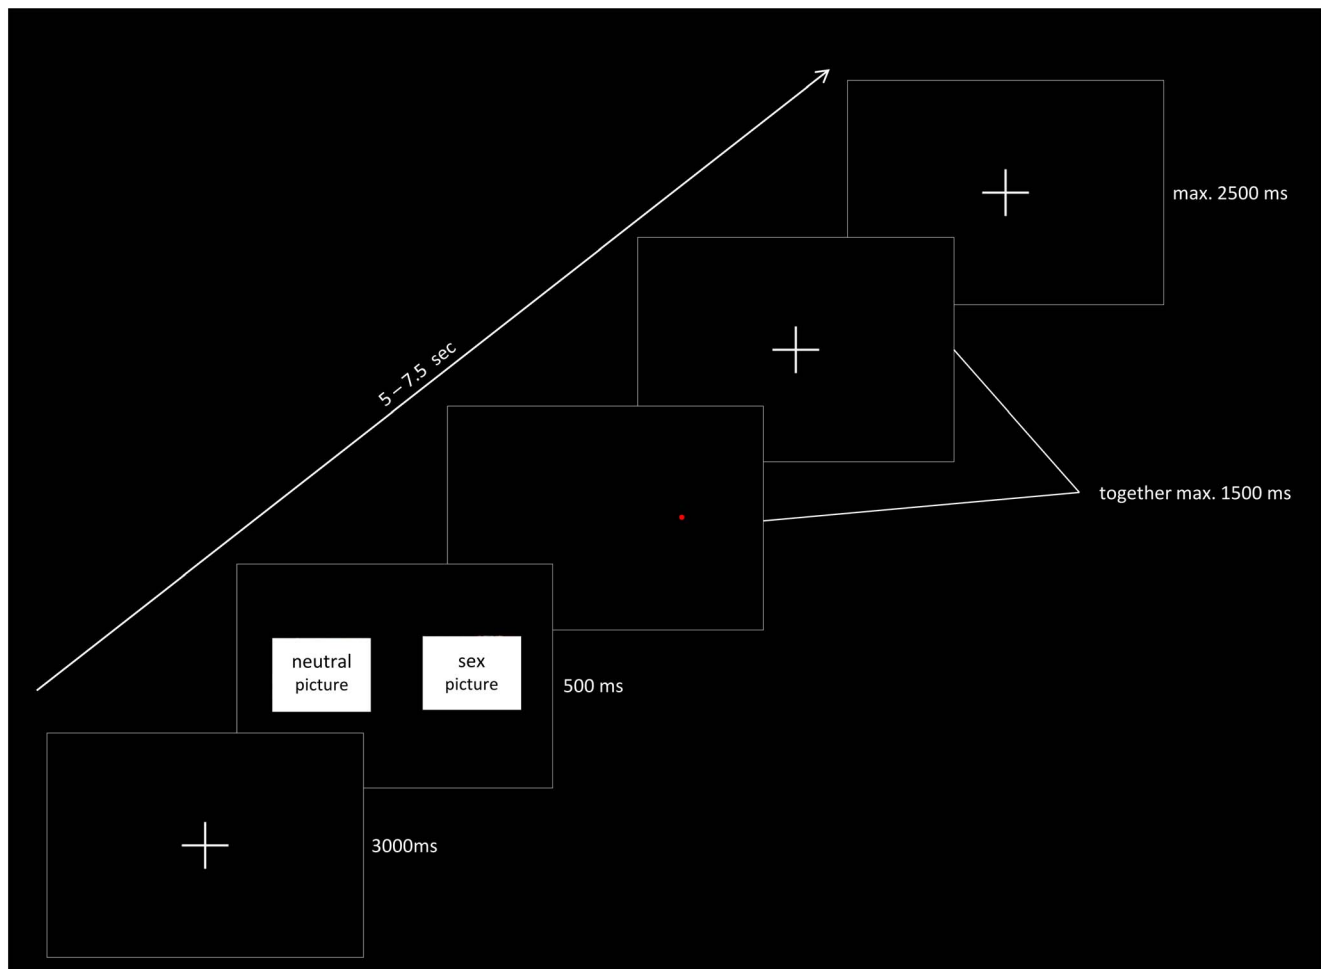 max. 2500 ms
5 – 7.5 sec
together max. 1500 ms
neutral
picture
sex
picture
500 ms
3000ms